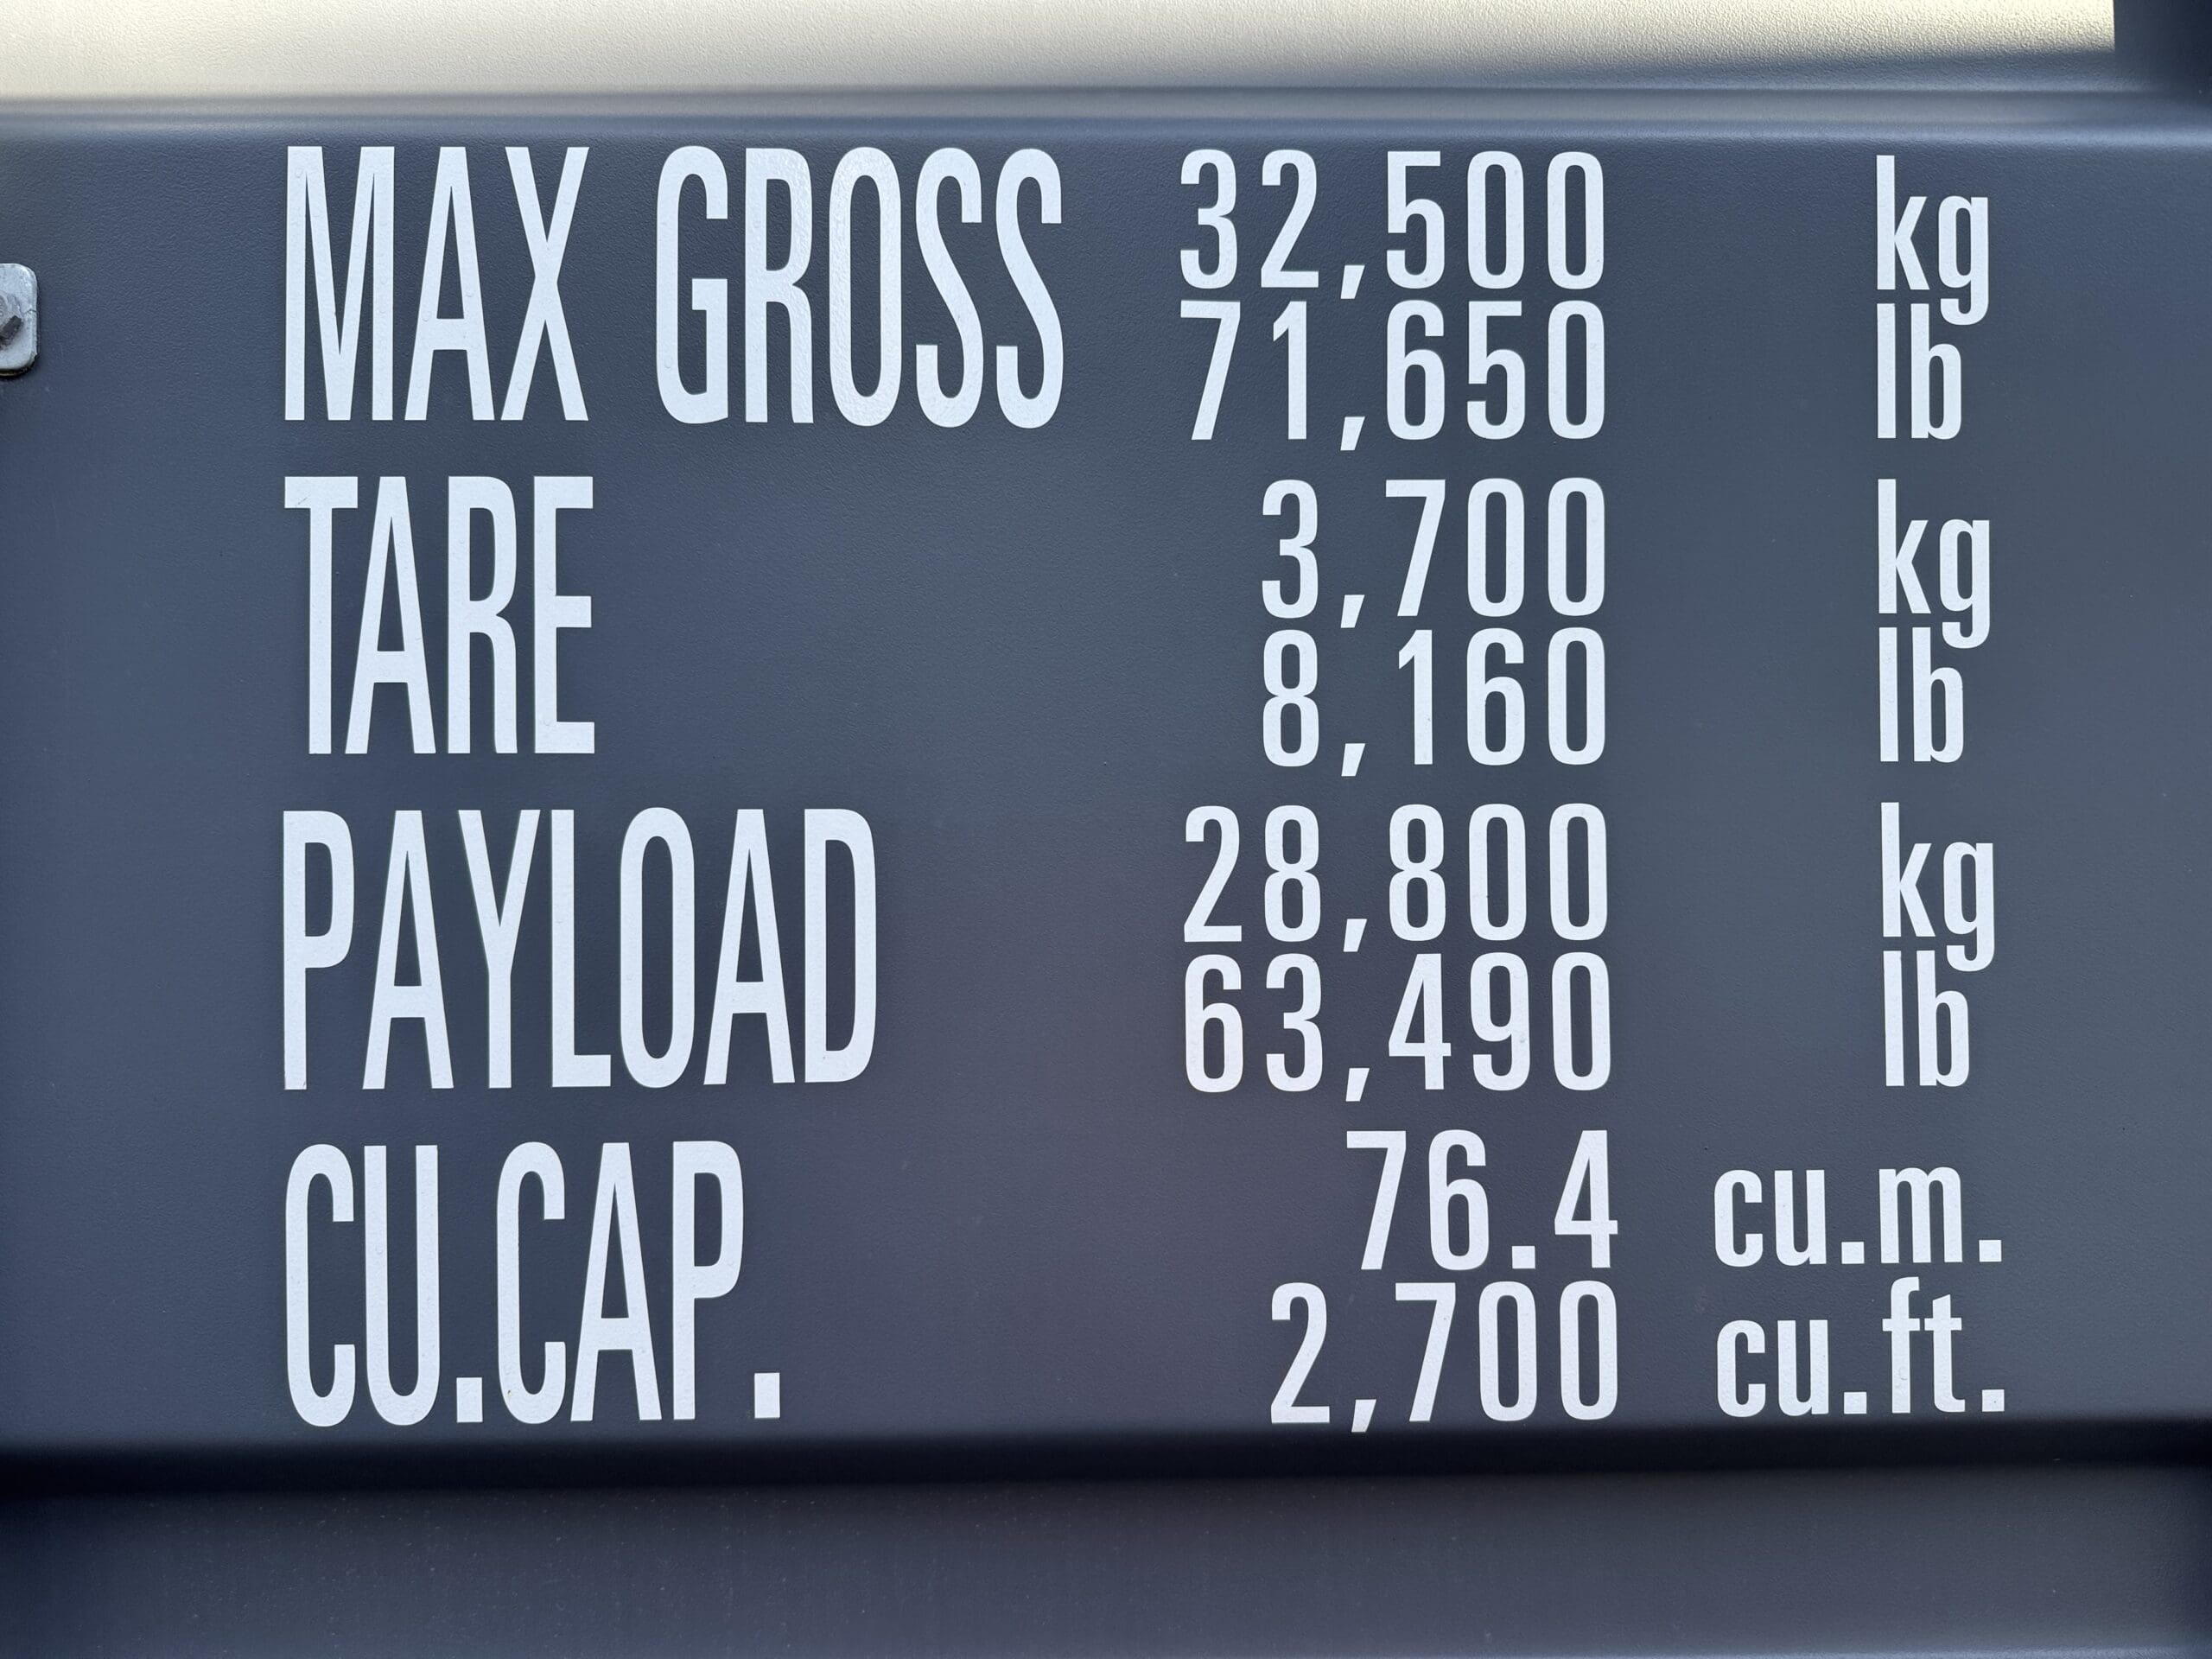 MAX GROSS 32,500 kg
71,650 lb
TARE 3,700 kg
8,160 lb
PAYLOAD 28,800 kg
63,490 lb
CU.CAP. 76.4 cu.m.
2,700 cu.ft.